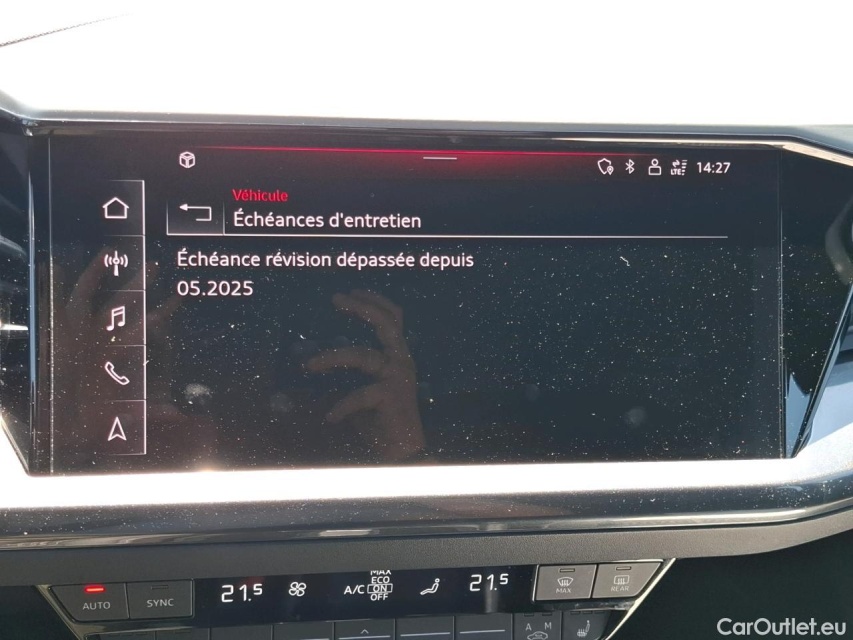 14:27
Véhicule
Échéances d'entretien
Échéance révision dépassée depuis
05.2025
AUTO
SYNC
21.5
A/C
MAX
ECO
ON
OFF
21.5
MAX
REAR
A M
CarOutlet.eu